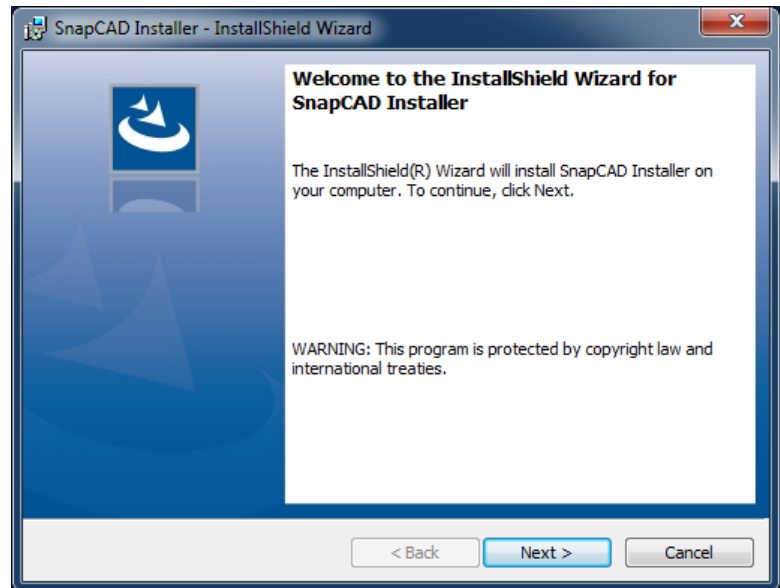 SnapCAD Installer - InstallShield Wizard
Welcome to the InstallShield Wizard for
SnapCAD Installer
The InstallShield(R) Wizard will install SnapCAD Installer on
your computer. To continue, click Next.
WARNING: This program is protected by copyright law and
international treaties.
< Back Next > Cancel